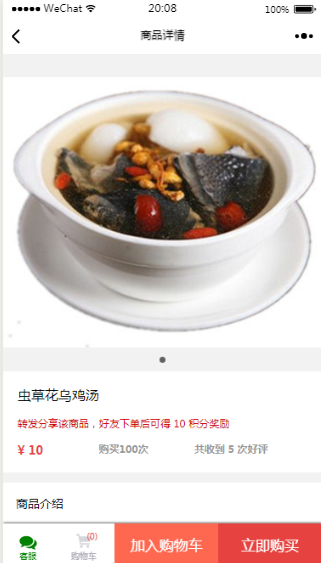 WeChat 20:08 100%
商品详情
虫草花乌鸡汤
转发分享该商品，好友下单后可得 10 积分奖励
¥ 10 购买100次 共收到 5 次好评
商品介绍
客服 购物车 (0) 加入购物车 立即购买